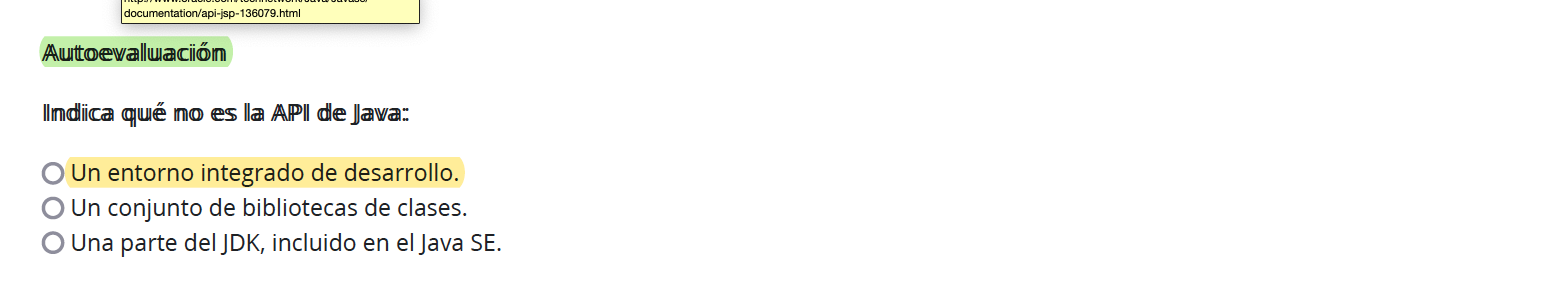 documentation/api-jsp-136079.html
Autoevaluación
Indica qué no es la API de Java:
Un entorno integrado de desarrollo.
Un conjunto de bibliotecas de clases.
Una parte del JDK, incluido en el Java SE.